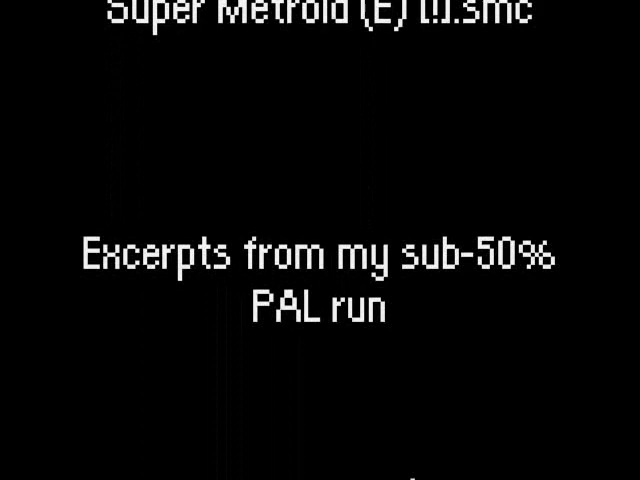 Super Metroid (E) [!].smc
Excerpts from my sub-50%
PAL run